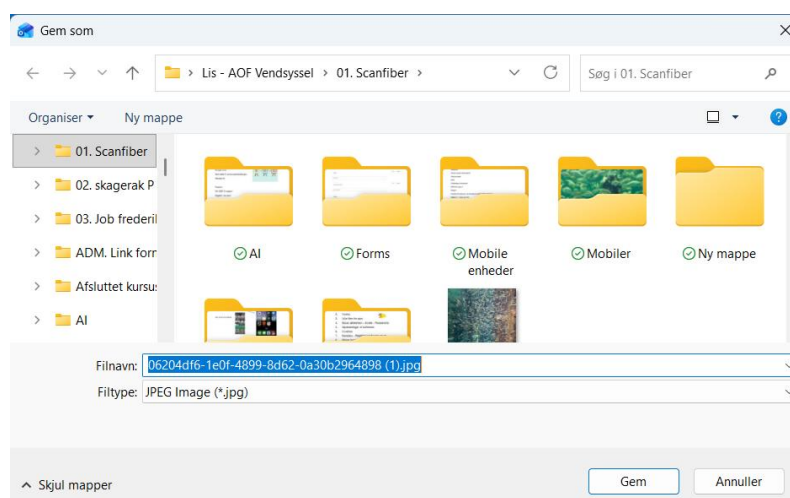 Gem som
Lis - AOF Vendsyssel > 01. Scanfiber >
Søg i 01. Scanfiber
Organiser
Ny mappe
01. Scanfiber
02. skagerak P
03. Job frederi
ADM. Link forr
Afsluttet kursu
AI
AI
Forms
Mobile
enheder
Mobiler
Ny mappe
Filnavn: 06204df6-1e0f-4899-8d62-0a30b2964898 (1).jpg
Filtype: JPEG Image (*.jpg)
Skjul mapper
Gem
Annuller